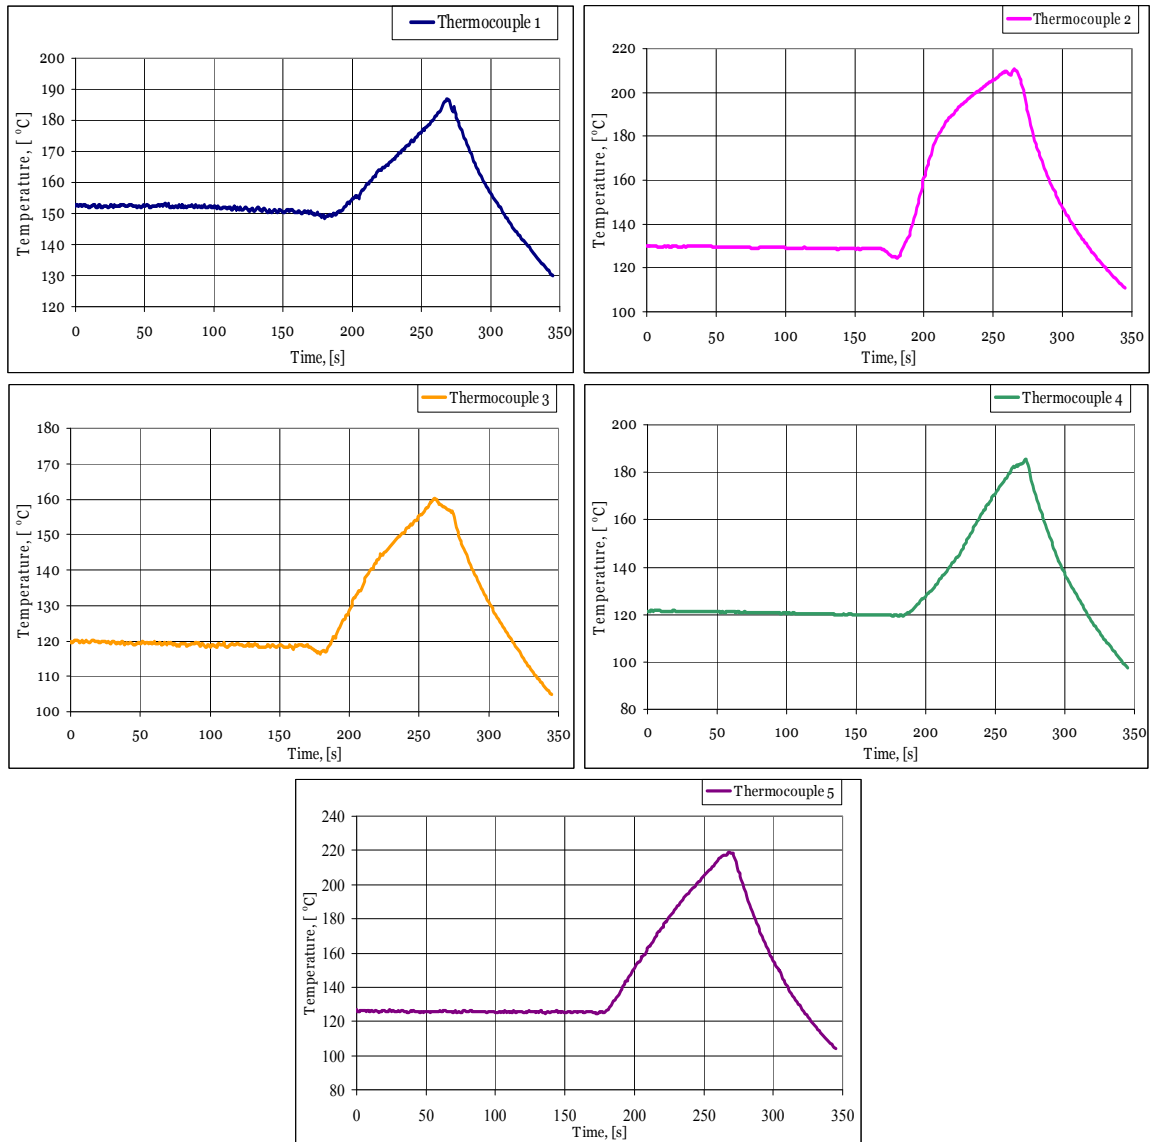 Thermocouple 1
200
190
180
170
160
150
140
130
120
Temperature, [ °C]
0 50 100 150 200 250 300 350
Time, [s]
Thermocouple 2
220
200
180
160
140
120
100
Temperature, [ °C]
0 50 100 150 200 250 300 350
Time, [s]
Thermocouple 3
180
170
160
150
140
130
120
110
100
Temperature, [ °C]
0 50 100 150 200 250 300 350
Time, [s]
Thermocouple 4
200
180
160
140
120
100
80
Temperature, [ °C]
0 50 100 150 200 250 300 350
Time, [s]
Thermocouple 5
240
220
200
180
160
140
120
100
80
Temperature, [ °C]
0 50 100 150 200 250 300 350
Time, [s]